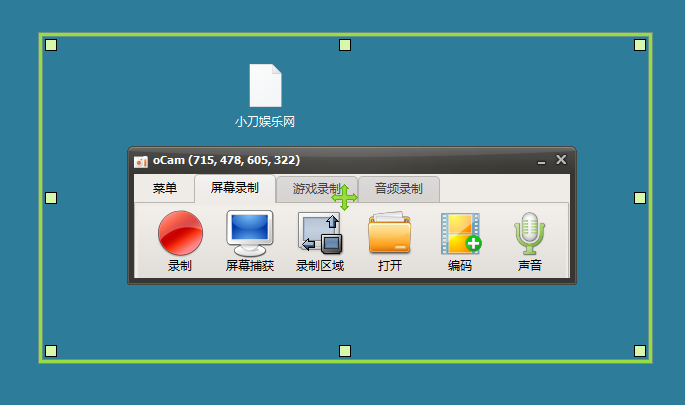 小刀娱乐网
oCam (715, 478, 605, 322)
菜单 屏幕录制 游戏录制 音频录制
录制 屏幕捕获 录制区域 打开 编码 声音